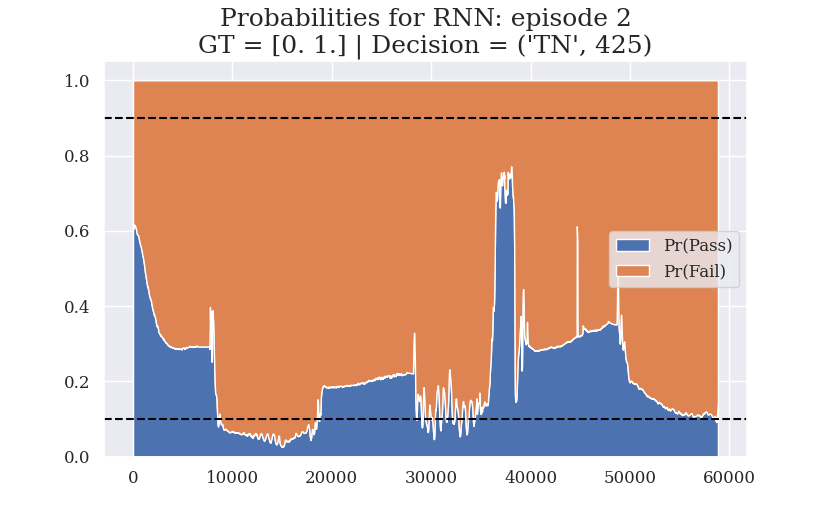 Probabilities for RNN: episode 2
GT = [0. 1.] | Decision = ('TN', 425)
1.0
0.8
0.6
0.4
0.2
0.0
Pr(Pass)
Pr(Fail)
0 10000 20000 30000 40000 50000 60000